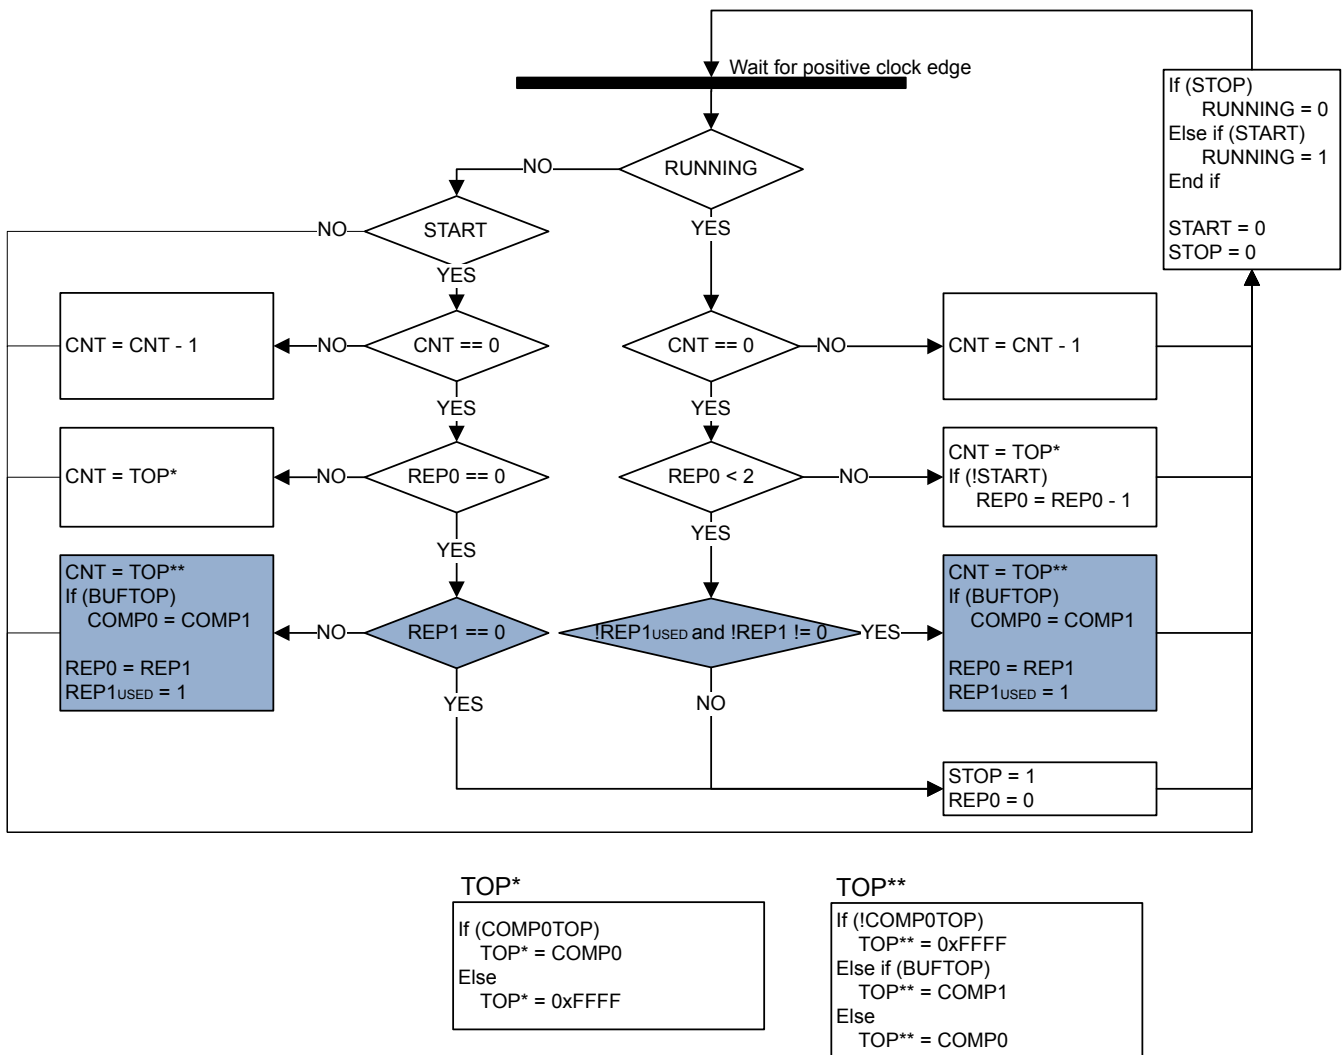 Wait for positive clock edge
If (STOP)
RUNNING = 0
Else if (START)
RUNNING = 1
End if
START = 0
STOP = 0
RUNNING
NO
YES
START
NO
YES
CNT == 0
NO
CNT = CNT - 1
YES
CNT == 0
NO
CNT = CNT - 1
YES
REP0 == 0
NO
CNT = TOP*
YES
REP0 < 2
NO
CNT = TOP*
If (!START)
REP0 = REP0 - 1
YES
REP1 == 0
NO
CNT = TOP**
If (BUFTOP)
COMP0 = COMP1
REP0 = REP1
REP1USED = 1
YES
!REP1USED and !REP1 != 0
YES
CNT = TOP**
If (BUFTOP)
COMP0 = COMP1
REP0 = REP1
REP1USED = 1
NO
STOP = 1
REP0 = 0
TOP*
If (COMP0TOP)
TOP* = COMP0
Else
TOP* = 0xFFFF
TOP**
If (!COMP0TOP)
TOP** = 0xFFFF
Else if (BUFTOP)
TOP** = COMP1
Else
TOP** = COMP0